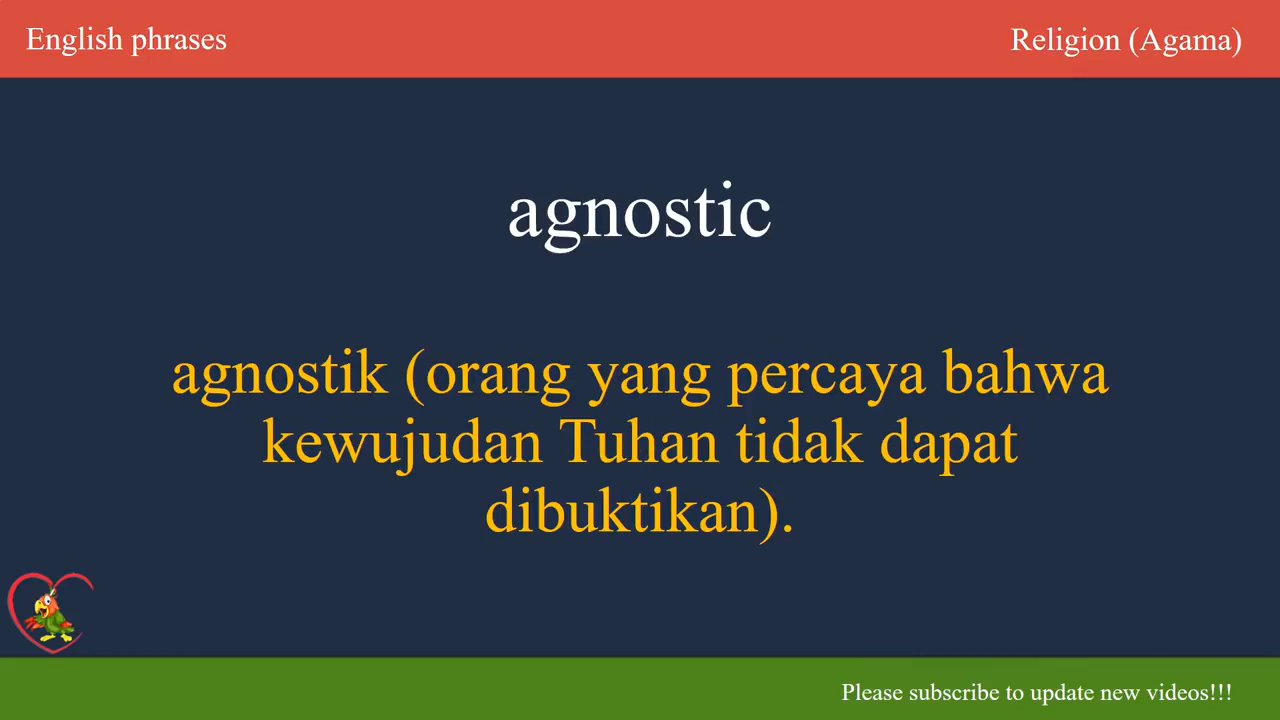 English phrases
Religion (Agama)
agnostic
agnostik (orang yang percaya bahwa
kewujudan Tuhan tidak dapat
dibuktikan).
Please subscribe to update new videos!!!